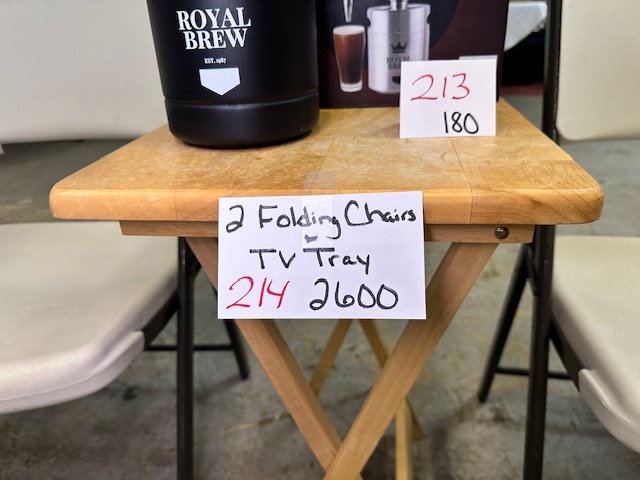 ROYAL
BREW
EST. 1987
213
180
2 Folding Chairs
TV Tray
214 2600